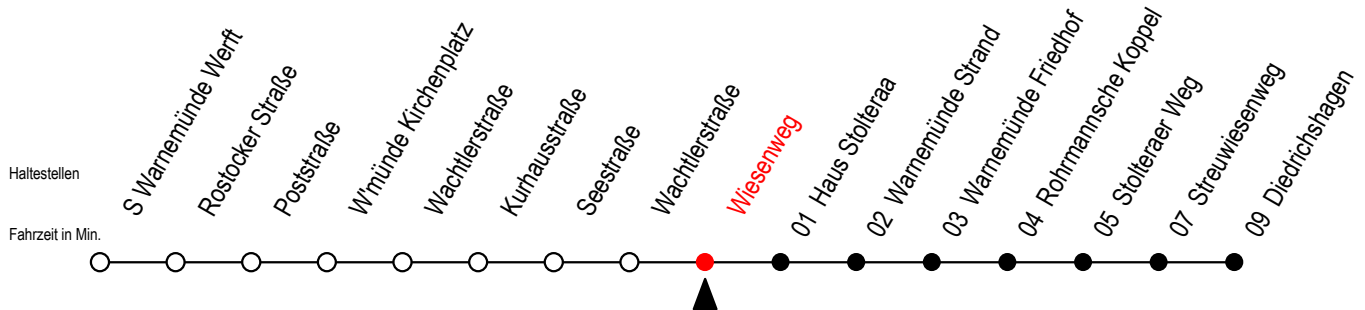 S Warnemünde Werft
Rostocker Straße
Poststraße
W'münde Kirchenplatz
Wachtlerstraße
Kurhausstraße
Seestraße
Wachtlerstraße
Wiesenweg
01 Haus Stolteraa
02 Warnemünde Strand
03 Warnemünde Friedhof
04 Rohrmannsche Koppel
05 Stolteraer Weg
07 Streuwiesenweg
09 Diedrichshagen
Haltestellen
Fahrzeit in Min.